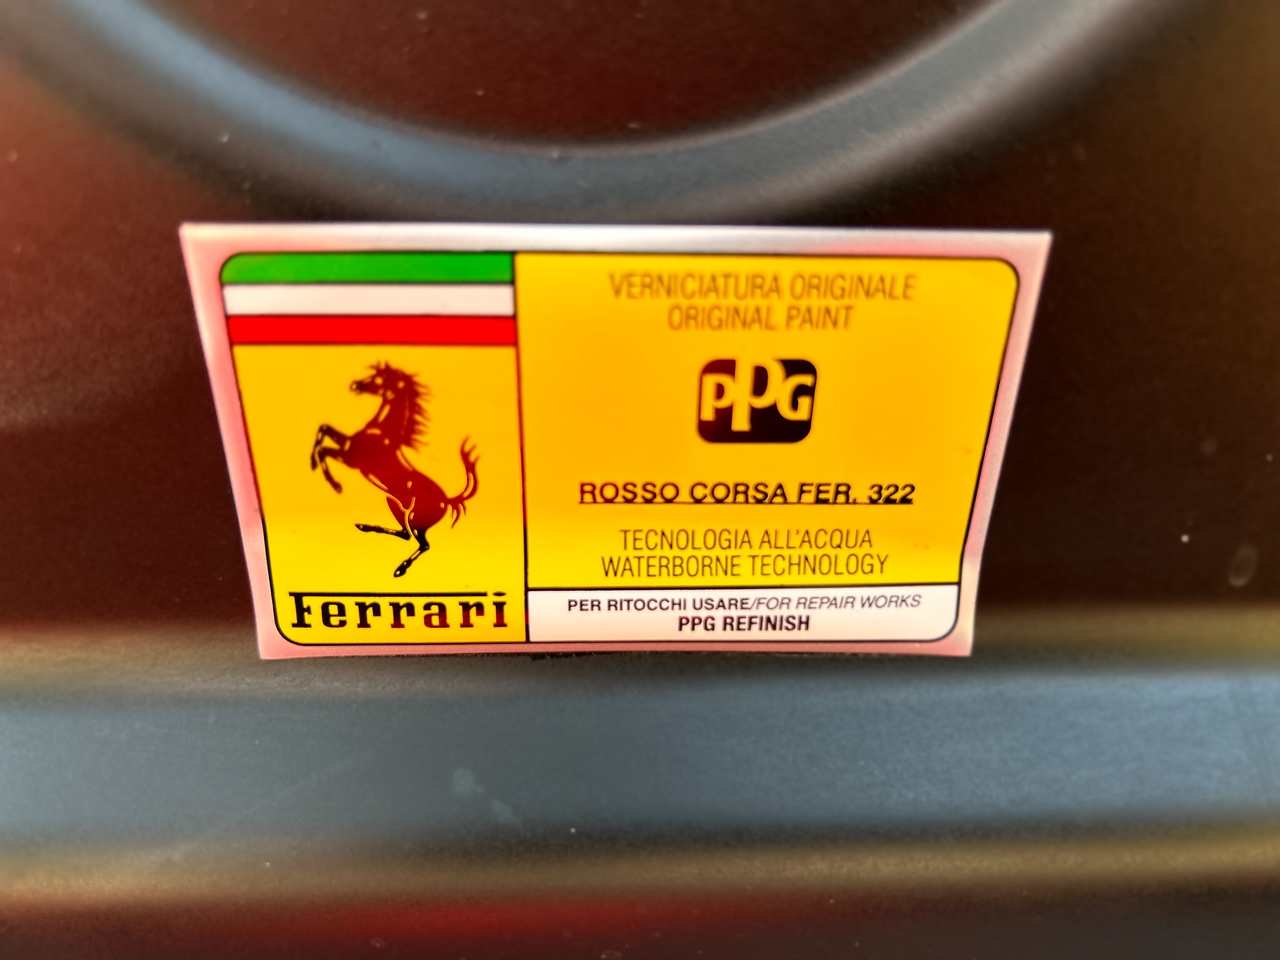 VERNICIATURA ORIGINALE
ORIGINAL PAINT
PPG
ROSSO CORSA FER. 322
TECNOLOGIA ALL'ACQUA
WATERBORNE TECHNOLOGY
PER RITOCCHI USARE/FOR REPAIR WORKS
PPG REFINISH
Ferrari